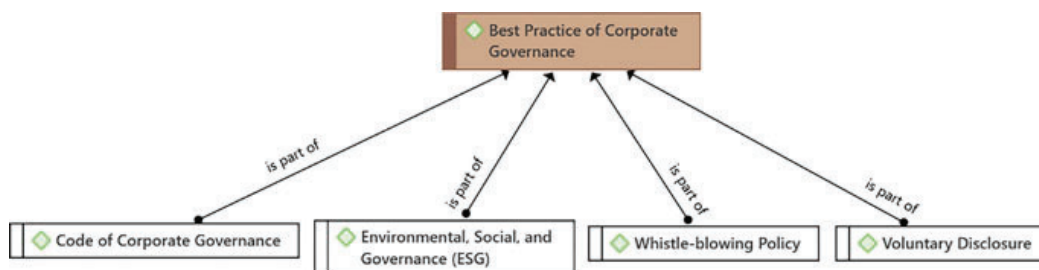 Best Practice of Corporate
Governance
is part of
is part of
is part of
is part of
Code of Corporate Governance
Environmental, Social, and
Governance (ESG)
Whistle-blowing Policy
Voluntary Disclosure